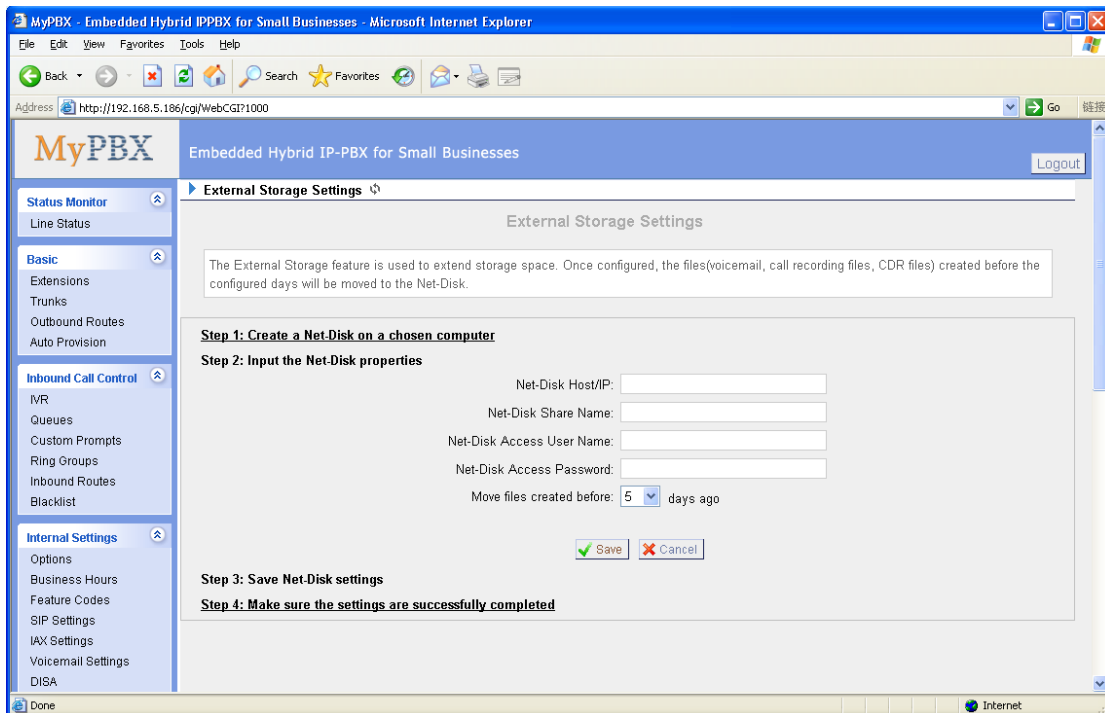 MyPBX - Embedded Hybrid IPPBX for Small Businesses - Microsoft Internet Explorer
File Edit View Favorites Tools Help
Back Search Favorites
Address http://192.168.5.186/cgi/WebCGI?1000 Go 链接
MyPBX
Embedded Hybrid IP-PBX for Small Businesses
Logout
Status Monitor
Line Status
Basic
Extensions
Trunks
Outbound Routes
Auto Provision
Inbound Call Control
IVR
Queues
Custom Prompts
Ring Groups
Inbound Routes
Blacklist
Internal Settings
Options
Business Hours
Feature Codes
SIP Settings
IAX Settings
Voicemail Settings
DISA
External Storage Settings
External Storage Settings
The External Storage feature is used to extend storage space. Once configured, the files(voicemail, call recording files, CDR files) created before the
configured days will be moved to the Net-Disk.
Step 1: Create a Net-Disk on a chosen computer
Step 2: Input the Net-Disk properties
Net-Disk Host/IP:
Net-Disk Share Name:
Net-Disk Access User Name:
Net-Disk Access Password:
Move files created before: 5 days ago
Save Cancel
Step 3: Save Net-Disk settings
Step 4: Make sure the settings are successfully completed
Done Internet